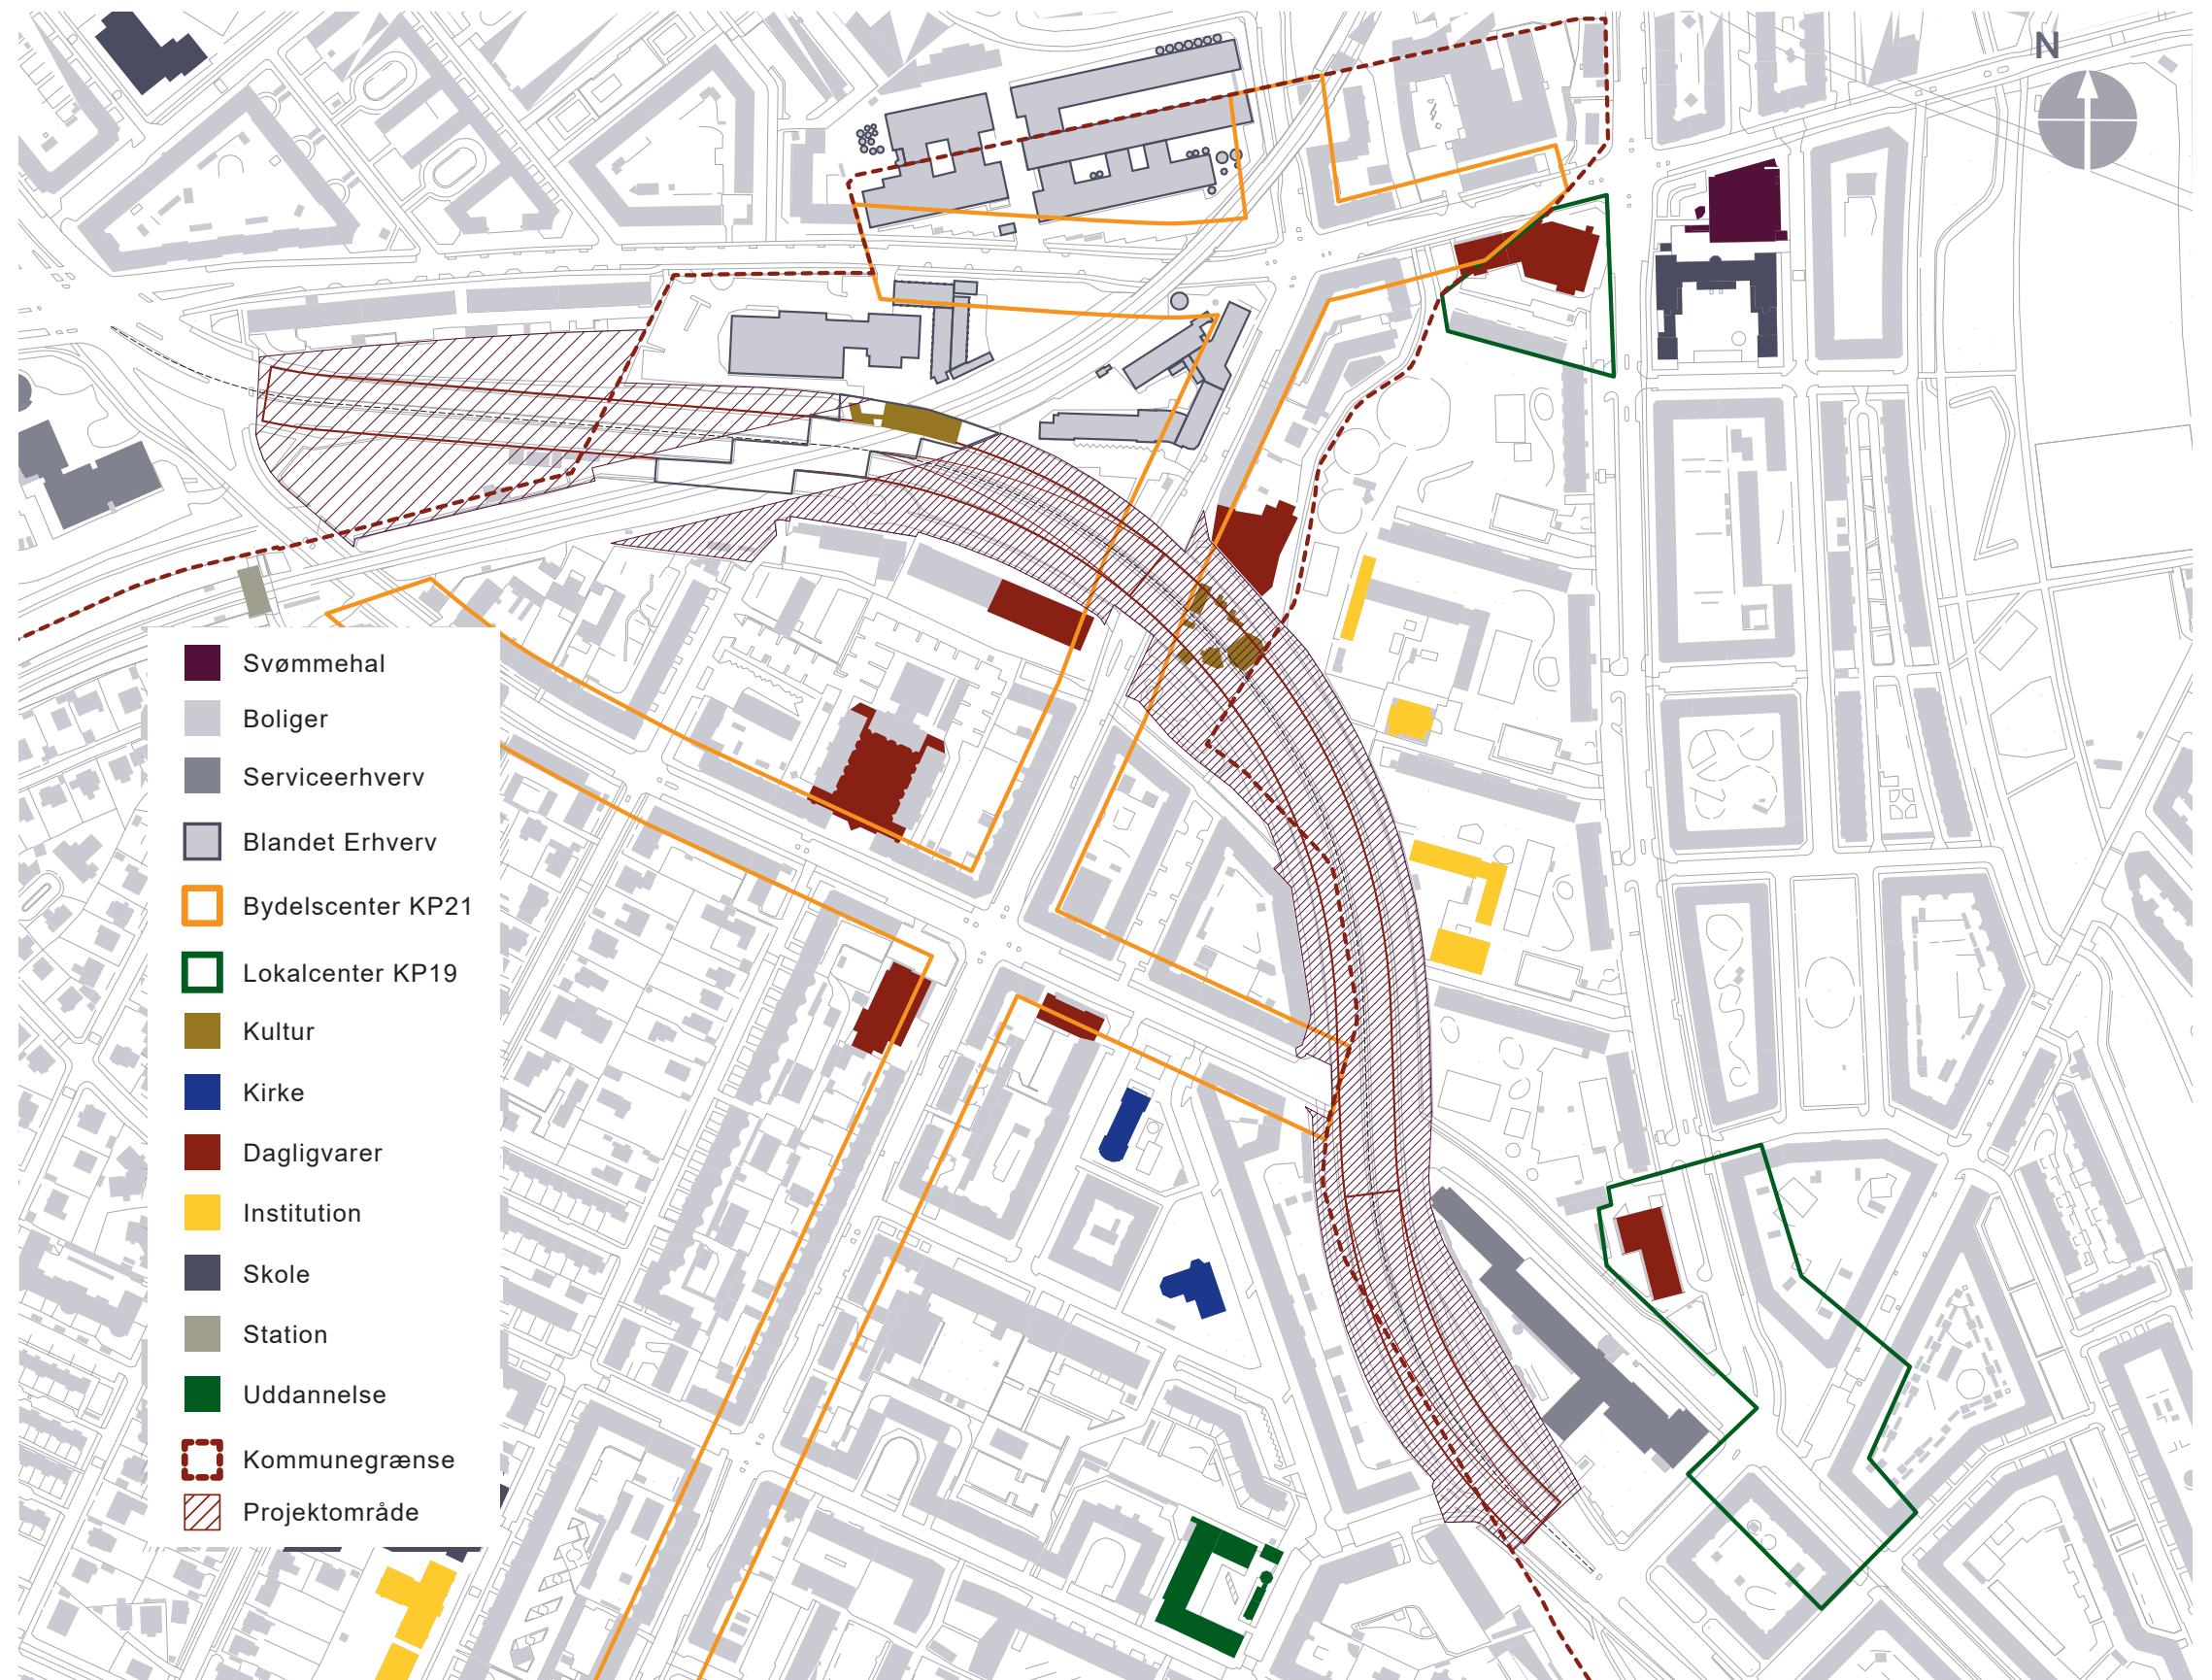 N
Svømmehal
Boliger
Serviceerhverv
Blandet Erhverv
Bydelscenter KP21
Lokalcenter KP19
Kultur
Kirke
Dagligvarer
Institution
Skole
Station
Uddannelse
Kommunegrænse
Projektområde